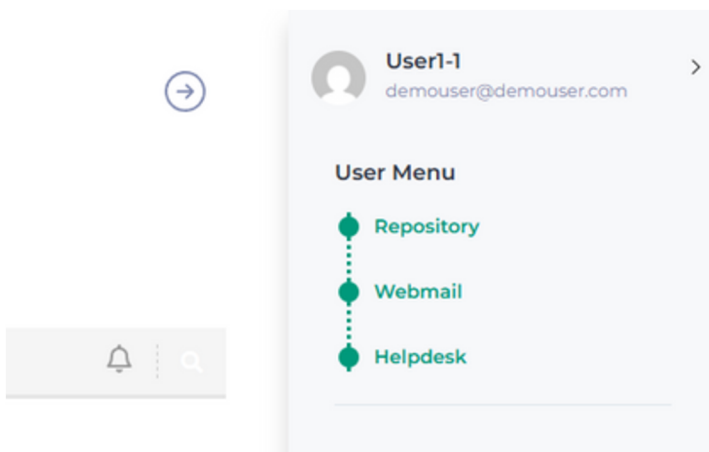 User1-1
demouser@demouser.com
User Menu
Repository
Webmail
Helpdesk